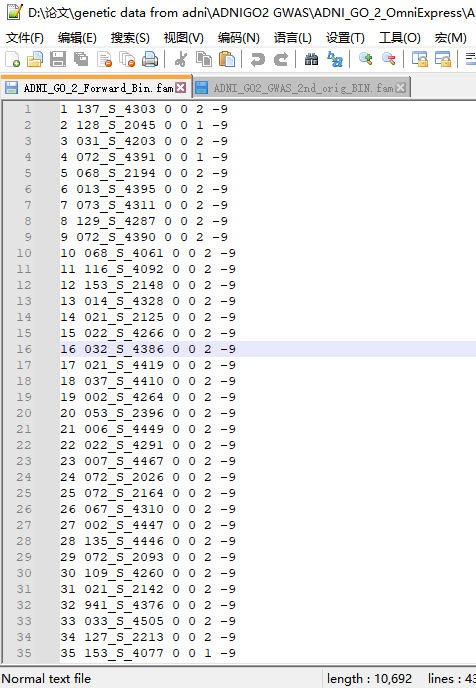 D:\论文\genetic data from adni\ADNIGO2 GWAS\ADNI_GO_2_OmniExpress\A
文件(F) 编辑(E) 搜索(S) 视图(V) 编码(N) 语言(L) 设置(T) 工具(O) 宏(M)
ADNI_GO_2_Forward_Bin.fam ADNI_GO2_GWAS_2nd_orig_BIN.fam
1 1 137_S_4303 0 0 2 -9
2 2 128_S_2045 0 0 1 -9
3 3 031_S_4203 0 0 2 -9
4 4 072_S_4391 0 0 1 -9
5 5 068_S_2194 0 0 2 -9
6 6 013_S_4395 0 0 2 -9
7 7 073_S_4311 0 0 2 -9
8 8 129_S_4287 0 0 2 -9
9 9 072_S_4390 0 0 2 -9
10 10 068_S_4061 0 0 2 -9
11 11 116_S_4092 0 0 2 -9
12 12 153_S_2148 0 0 2 -9
13 13 014_S_4328 0 0 2 -9
14 14 021_S_2125 0 0 2 -9
15 15 022_S_4266 0 0 2 -9
16 16 032_S_4386 0 0 2 -9
17 17 021_S_4419 0 0 2 -9
18 18 037_S_4410 0 0 2 -9
19 19 002_S_4264 0 0 2 -9
20 20 053_S_2396 0 0 2 -9
21 21 006_S_4449 0 0 2 -9
22 22 022_S_4291 0 0 2 -9
23 23 007_S_4467 0 0 2 -9
24 24 072_S_2026 0 0 2 -9
25 25 072_S_2164 0 0 2 -9
26 26 067_S_4310 0 0 2 -9
27 27 002_S_4447 0 0 2 -9
28 28 135_S_4446 0 0 2 -9
29 29 072_S_2093 0 0 2 -9
30 30 109_S_4260 0 0 2 -9
31 31 021_S_2142 0 0 2 -9
32 32 941_S_4376 0 0 2 -9
33 33 033_S_4505 0 0 2 -9
34 34 127_S_2213 0 0 2 -9
35 35 153_S_4077 0 0 1 -9
Normal text file length : 10,692 lines : 43